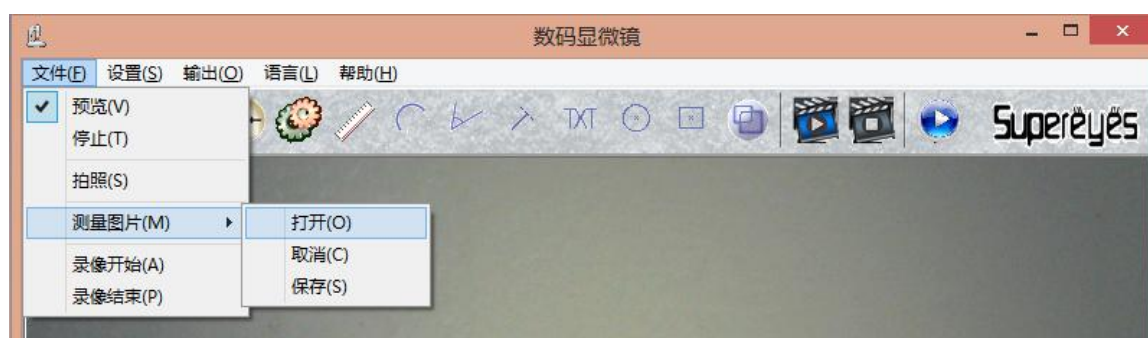 数码显微镜
文件(F) 设置(S) 输出(O) 语言(L) 帮助(H)
预览(V)
停止(T)
TXT
Supereyes
拍照(S)
测量图片(M)
打开(O)
取消(C)
保存(S)
录像开始(A)
录像结束(P)